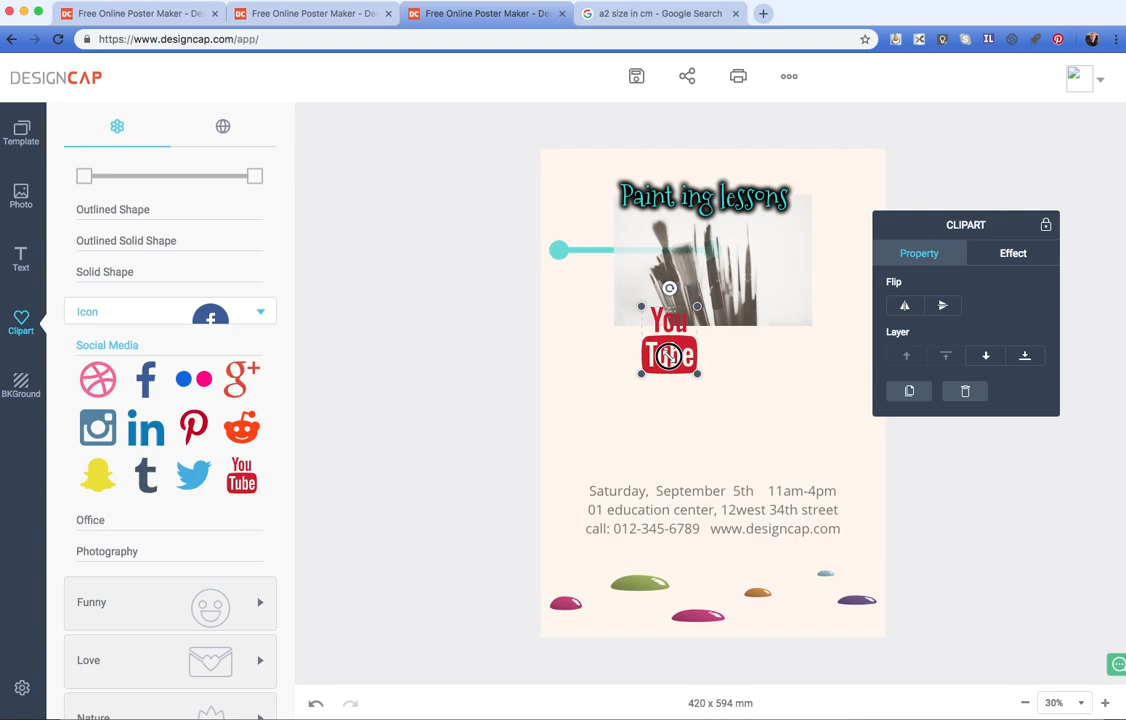 Free Online Poster Maker - Des
Free Online Poster Maker - Des
Free Online Poster Maker - Des
a2 size in cm - Google Search
https://www.designcap.com/app/
IL
DESIGNCAP
Template
Photo
Text
Clipart
BKGround
Outlined Shape
Outlined Solid Shape
Solid Shape
Icon
Social Media
You
Tube
Office
Photography
Funny
Love
Nature
Paint ing lessons
You
Tube
Saturday, September 5th 11am-4pm
01 education center, 12west 34th street
call: 012-345-6789 www.designcap.com
CLIPART
Property
Effect
Flip
Layer
420 x 594 mm
30%